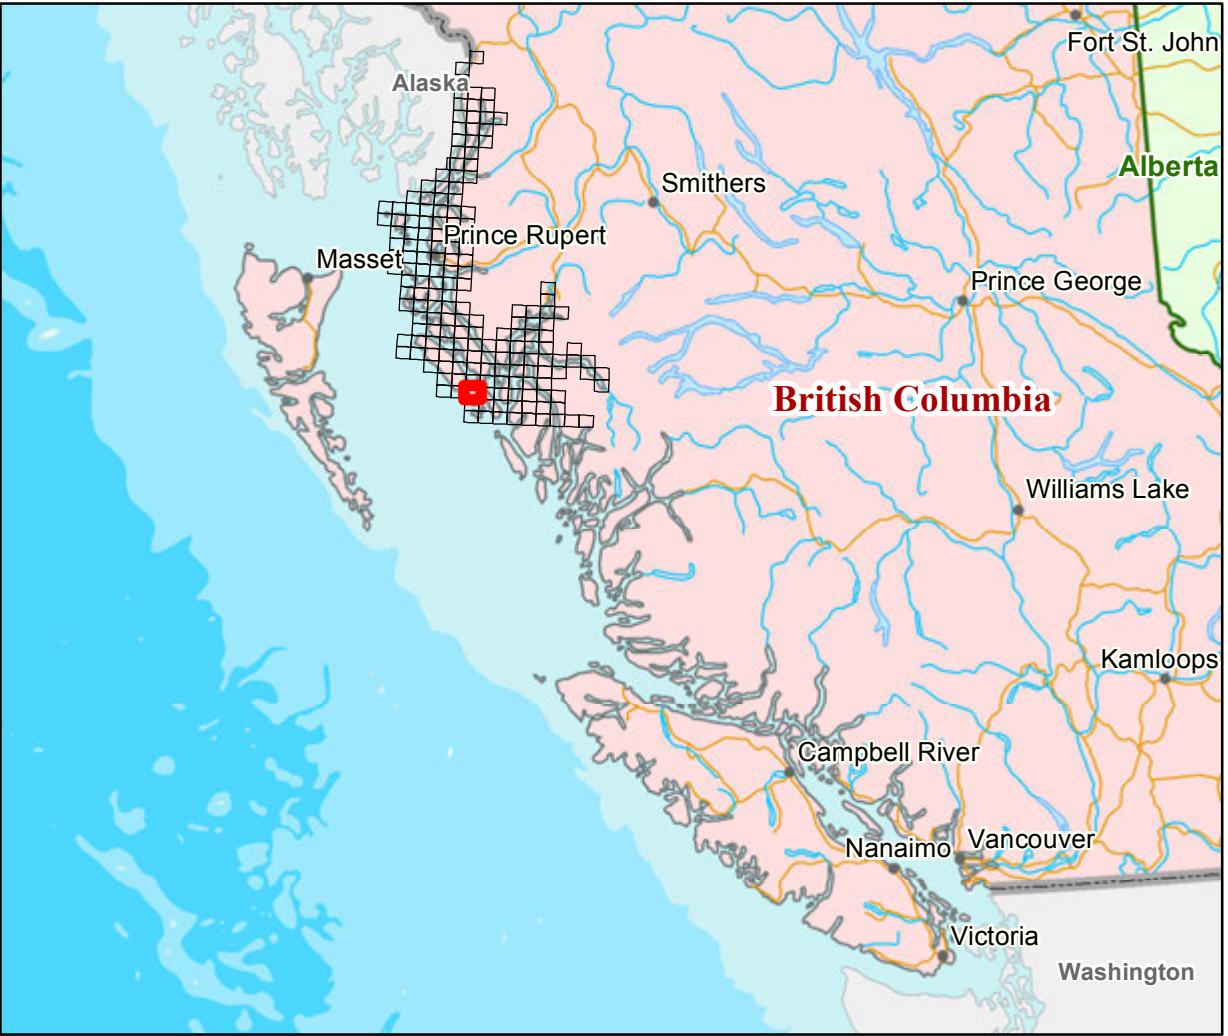 Fort St. John
Alaska
Alberta
Smithers
Prince Rupert
Masset
Prince George
British Columbia
Williams Lake
Kamloops
Campbell River
Vancouver
Nanaimo
Victoria
Washington